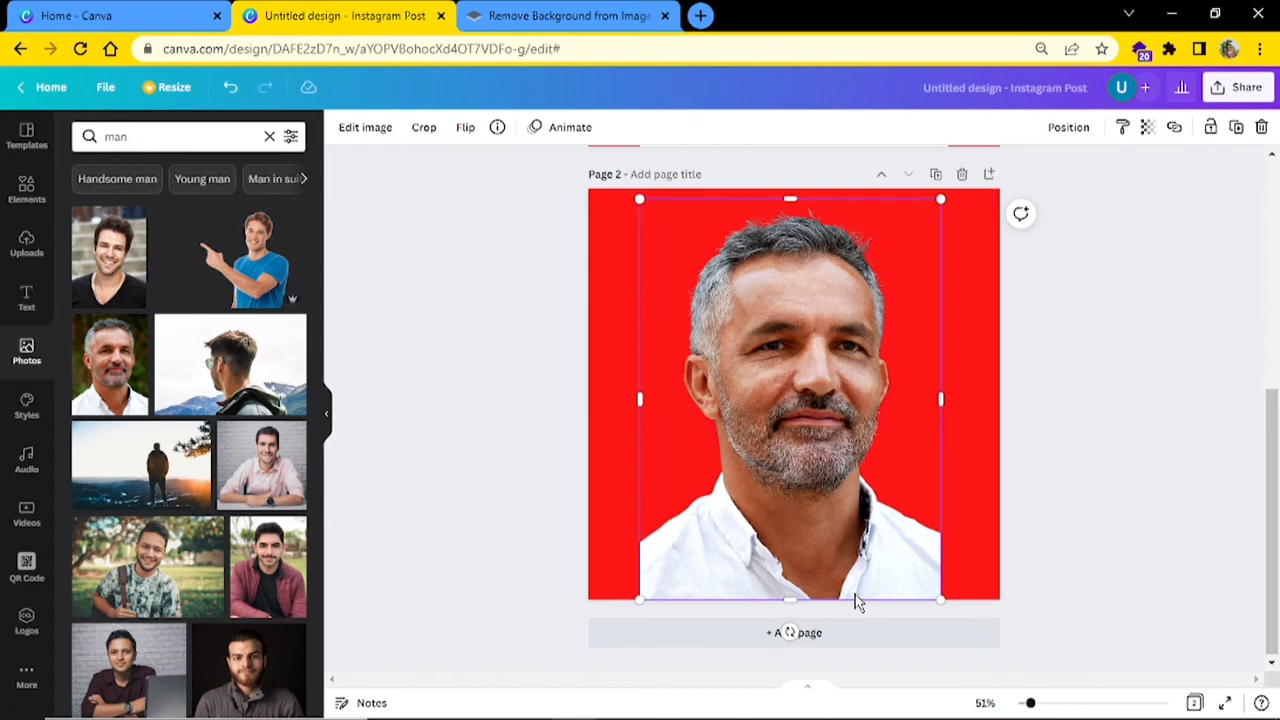 Home - Canva
Untitled design - Instagram Post
Remove Background from Image
canva.com/design/DAFE2zD7n_w/aYOPVBohocXd4OT7VDFo-g/edit#
20
Home
File
Resize
Untitled design - Instagram Post
U
Share
Templates
Elements
Uploads
Text
Photos
Styles
Audio
Videos
QR Code
Logos
More
man
Handsome man
Young man
Man in sui
Edit image
Crop
Flip
Animate
Position
Page 2 - Add page title
page
Notes
51%
2